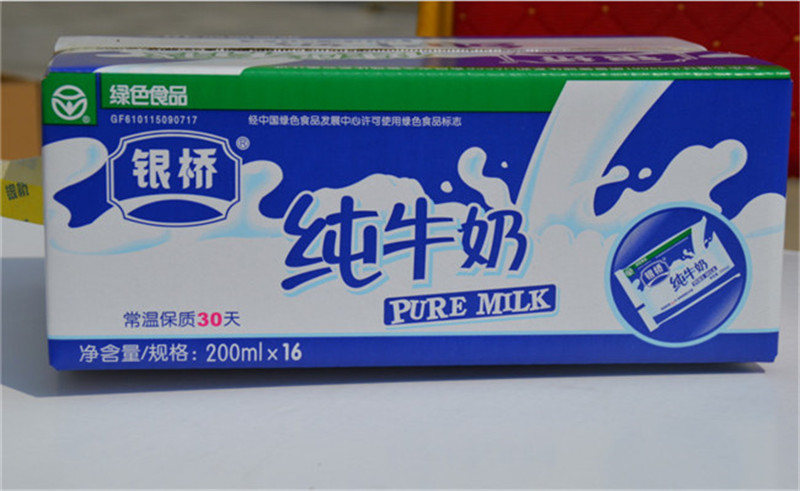 绿色食品
GF610115090717
经中国绿色食品发展中心许可使用绿色食品标志
银桥®
纯牛奶
PURE MILK
银桥
纯牛奶
常温保质30天
净含量/规格：200ml×16